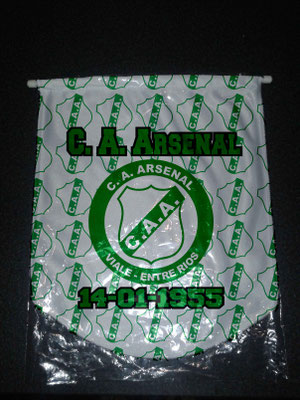 C. A. ARSENAL
C. A. ARSENAL
C.A.A.
VIALE - ENTRE RIOS
14-01-1955